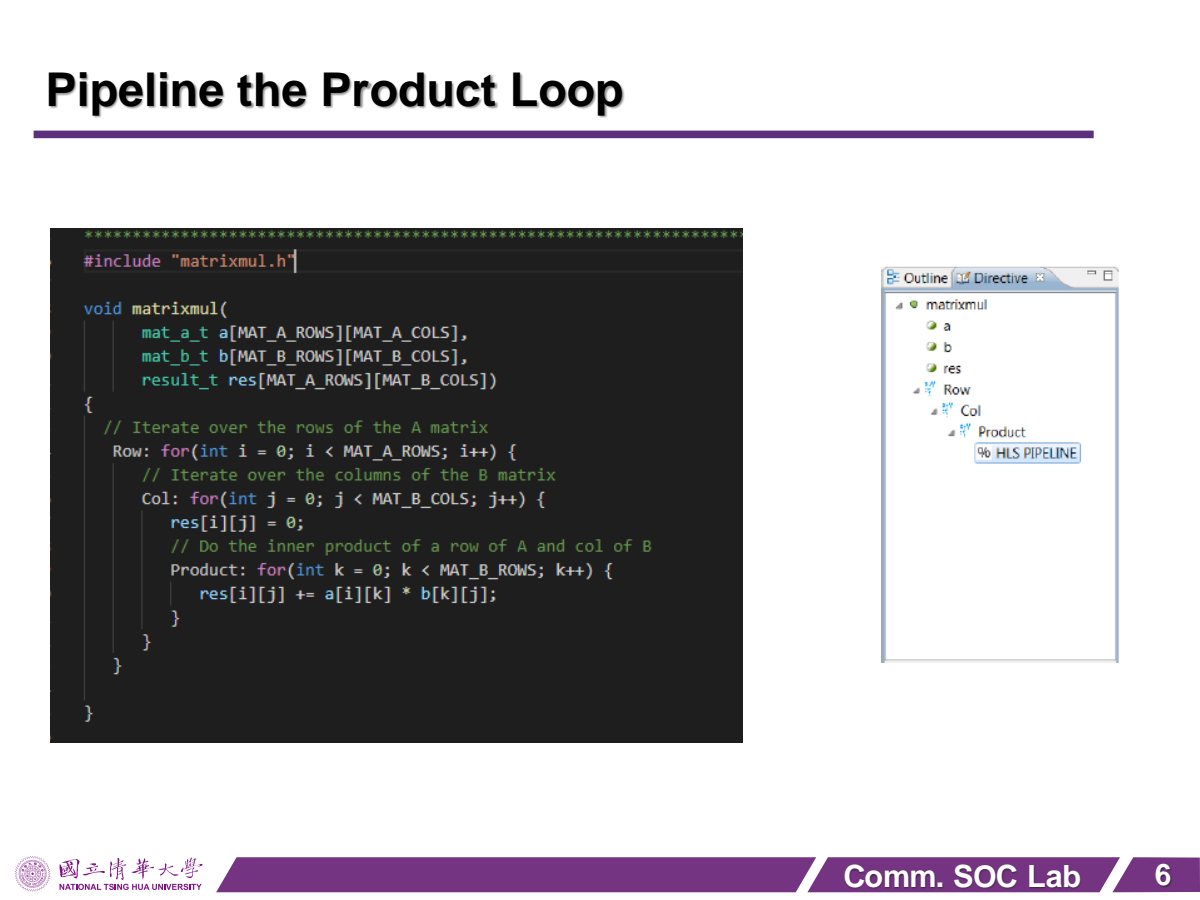 Pipeline the Product Loop
************************************************************************
#include "matrixmul.h"
void matrixmul(
mat_a_t a[MAT_A_ROWS][MAT_A_COLS],
mat_b_t b[MAT_B_ROWS][MAT_B_COLS],
result_t res[MAT_A_ROWS][MAT_B_COLS])
{
// Iterate over the rows of the A matrix
Row: for(int i = 0; i < MAT_A_ROWS; i++) {
// Iterate over the columns of the B matrix
Col: for(int j = 0; j < MAT_B_COLS; j++) {
res[i][j] = 0;
// Do the inner product of a row of A and col of B
Product: for(int k = 0; k < MAT_B_ROWS; k++) {
res[i][j] += a[i][k] * b[k][j];
}
}
}
}
Outline Directive
matrixmul
a
b
res
Row
Col
Product
% HLS PIPELINE
國立清華大學
NATIONAL TSING HUA UNIVERSITY
Comm. SOC Lab
6